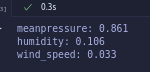 0.3s
meanpressure: 0.861
humidity: 0.106
wind_speed: 0.033